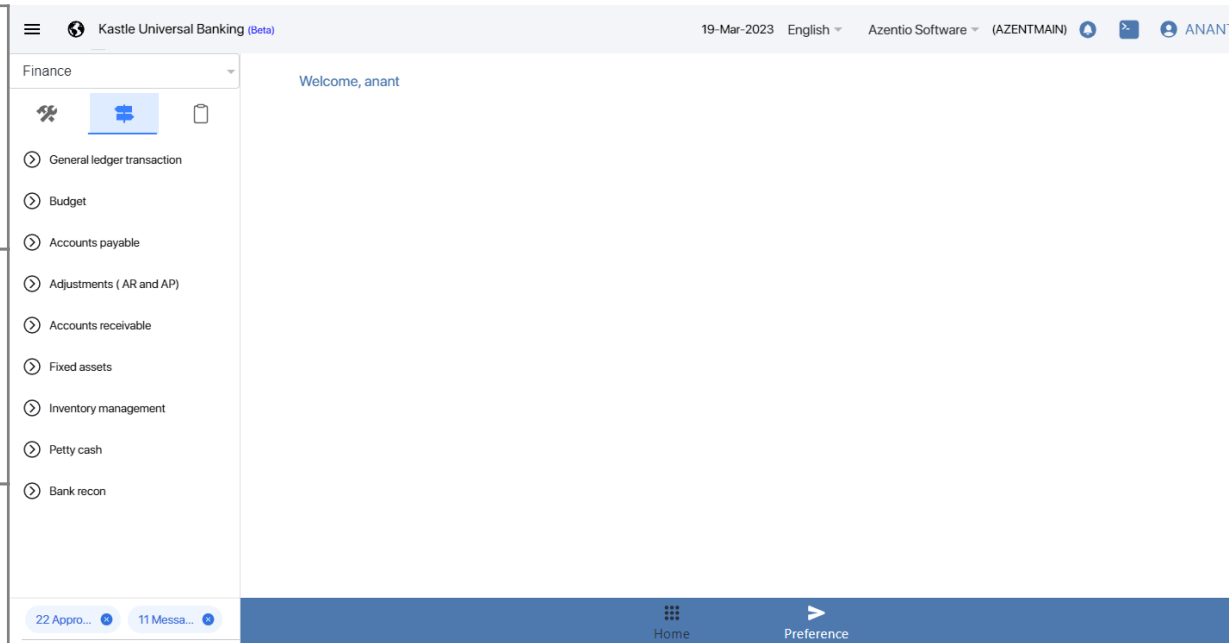 Kastle Universal Banking (Beta)
19-Mar-2023 English Azentio Software (AZENTMAIN) ANANT
Finance
Welcome, anant
General ledger transaction
Budget
Accounts payable
Adjustments ( AR and AP)
Accounts receivable
Fixed assets
Inventory management
Petty cash
Bank recon
22 Appro... 11 Messa...
Home Preference